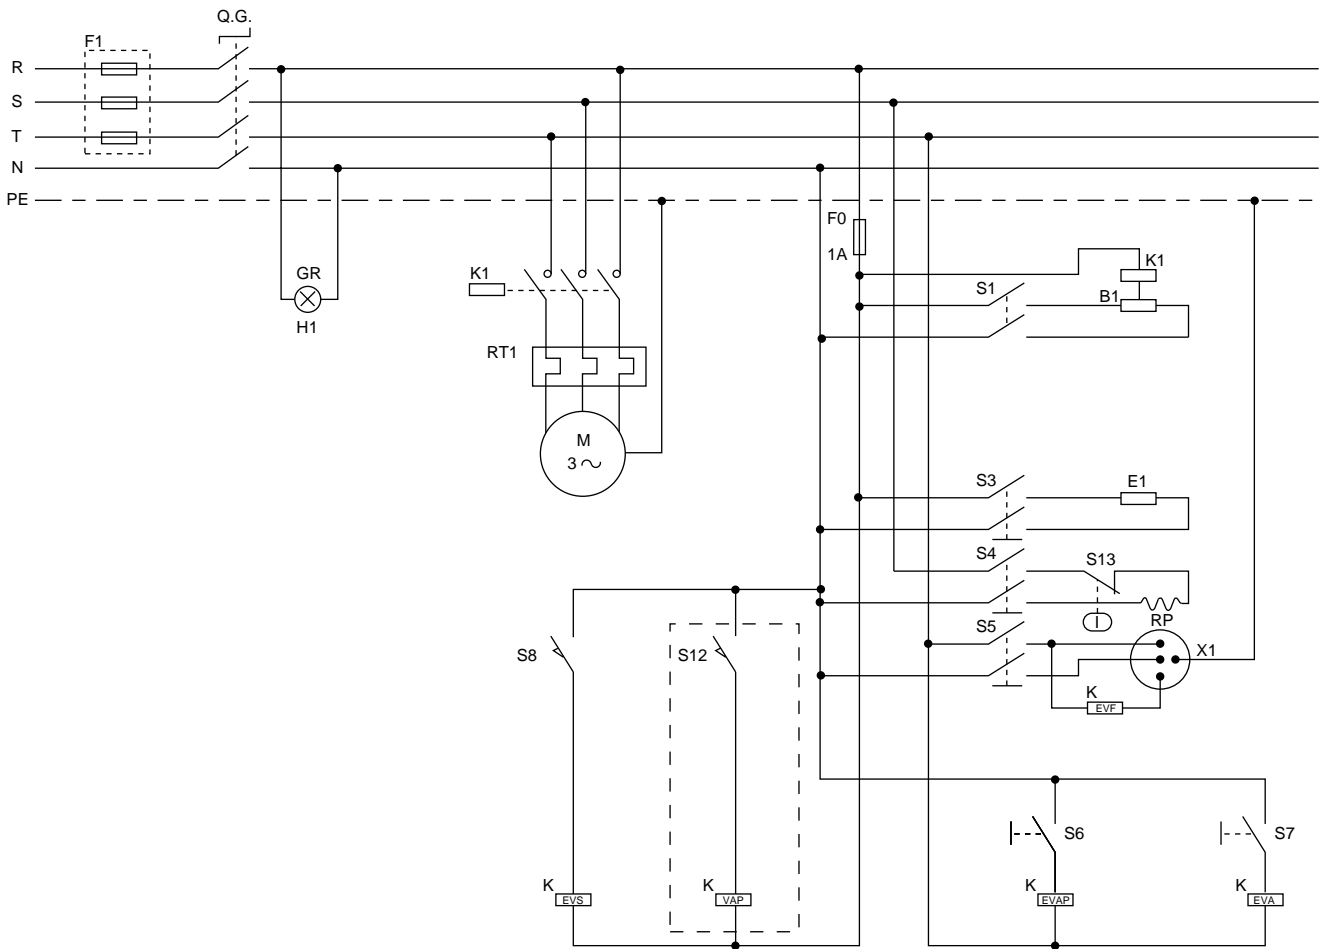 Q.G.
F1
R
S
T
N
PE
F0
1A
GR
H1
K1
K1
S1
B1
RT1
M
3
S3
E1
S4
S13
RP
S5
X1
K
EVF
S8
S12
S6
S7
K
EVS
K
VAP
K
EVAP
K
EVA